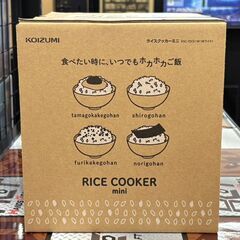 KOIZUMI
ライスクッカーミニ
食べたい時に、いつでもホカホカご飯
tamagokakegohan
shirogohan
furikakegohan
norigohan
RICE COOKER
mini